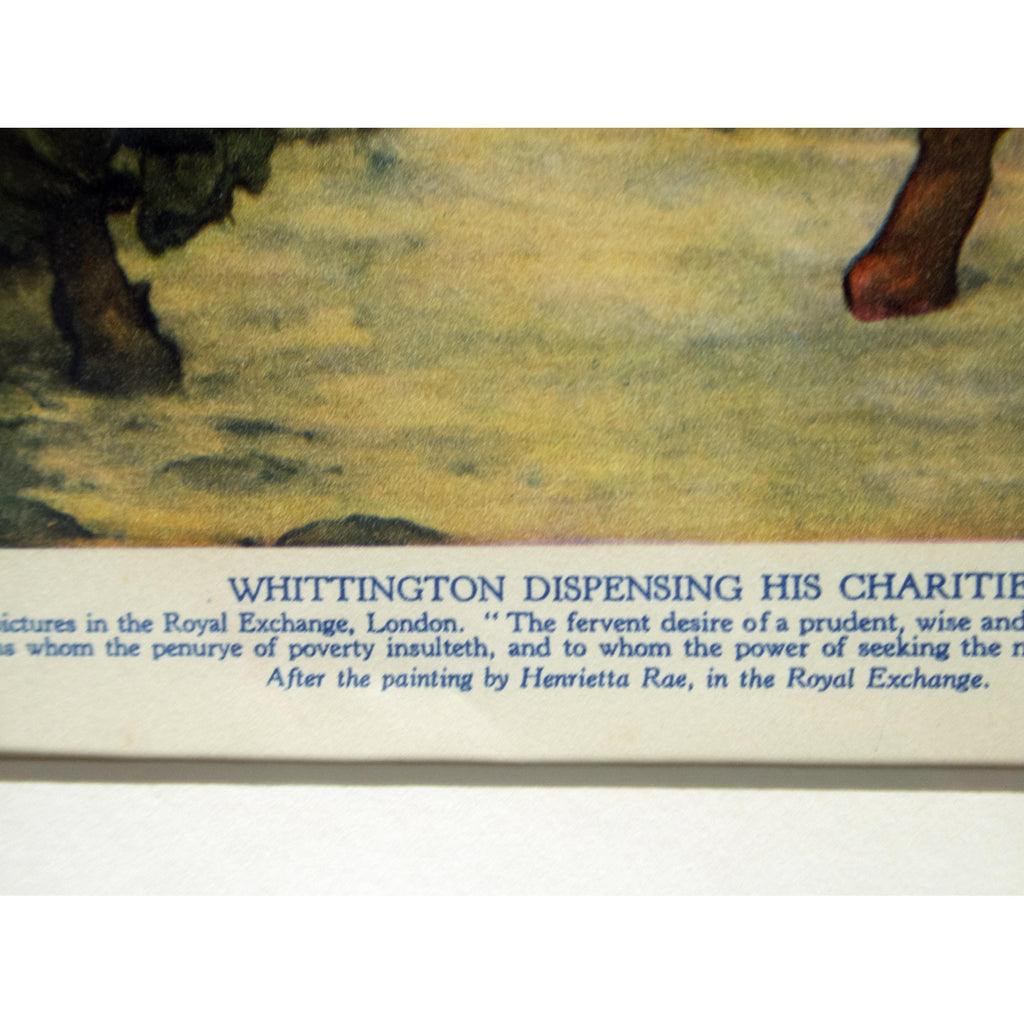 WHITTINGTON DISPENSING HIS CHARITIE
ictures in the Royal Exchange, London. "The fervent desire of a prudent, wise and
s whom the penurye of poverty insulteth, and to whom the power of seeking the n
After the painting by Henrietta Rae, in the Royal Exchange.